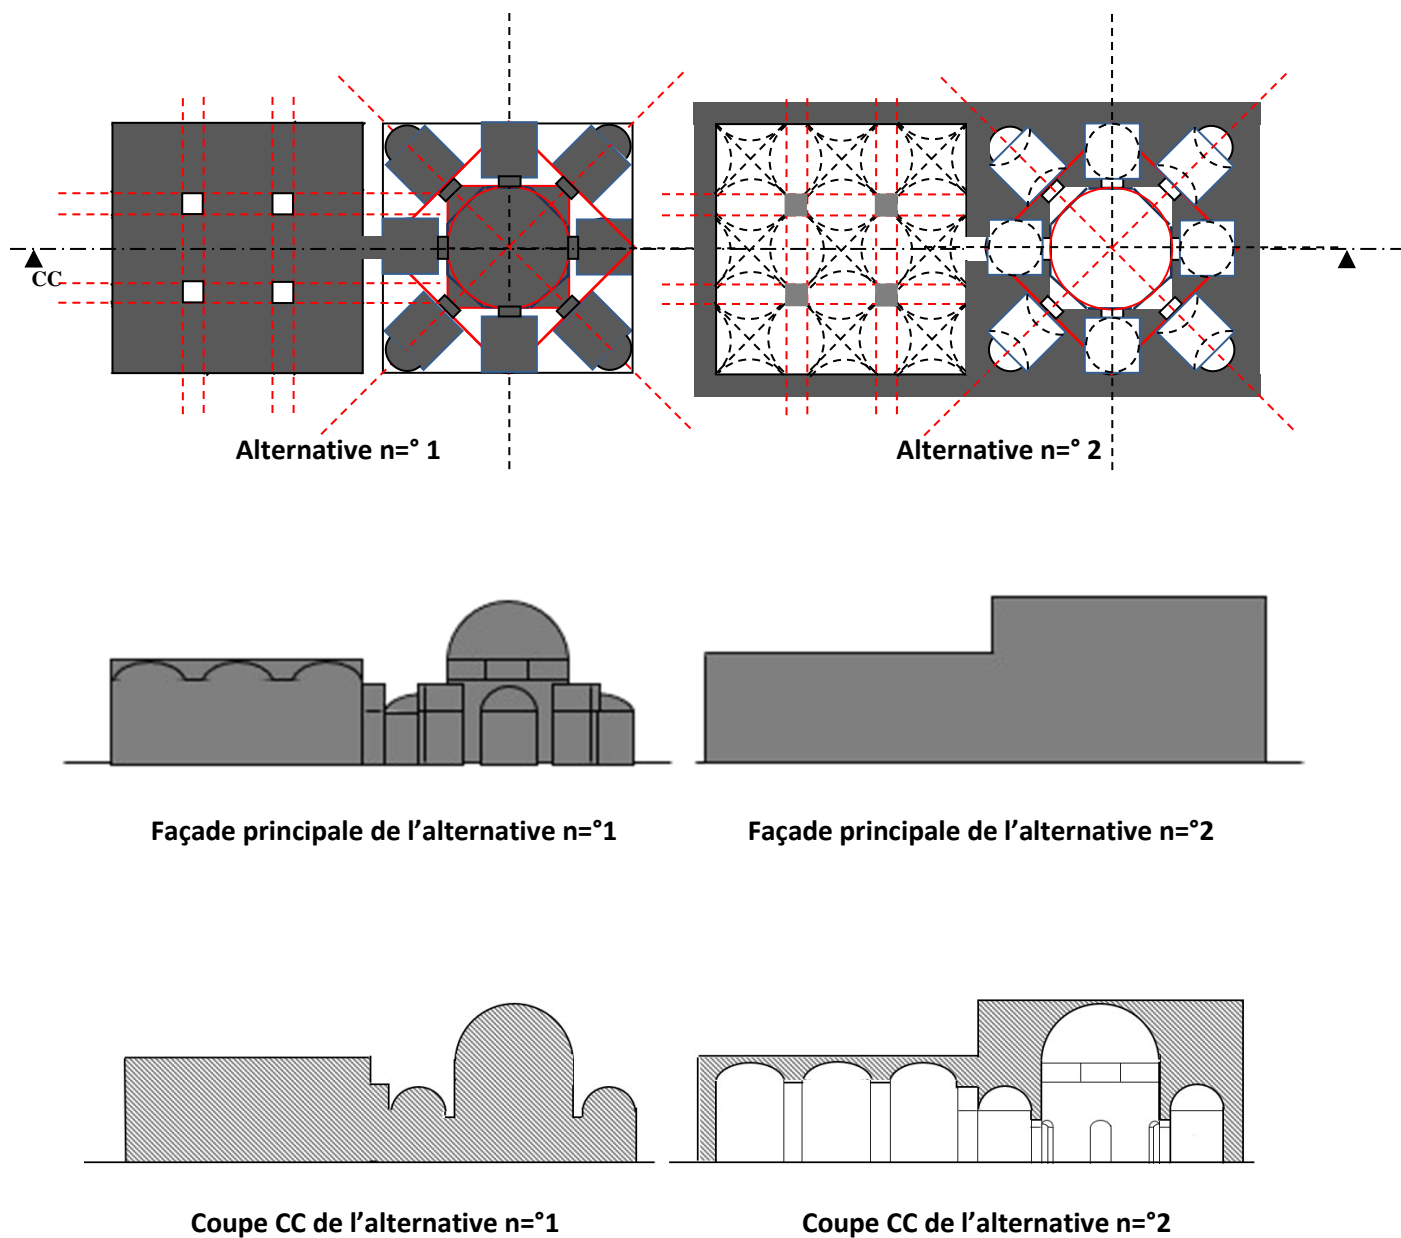 CC
Alternative n=° 1
Alternative n=° 2
Façade principale de l’alternative n=°1
Façade principale de l’alternative n=°2
Coupe CC de l’alternative n=°1
Coupe CC de l’alternative n=°2